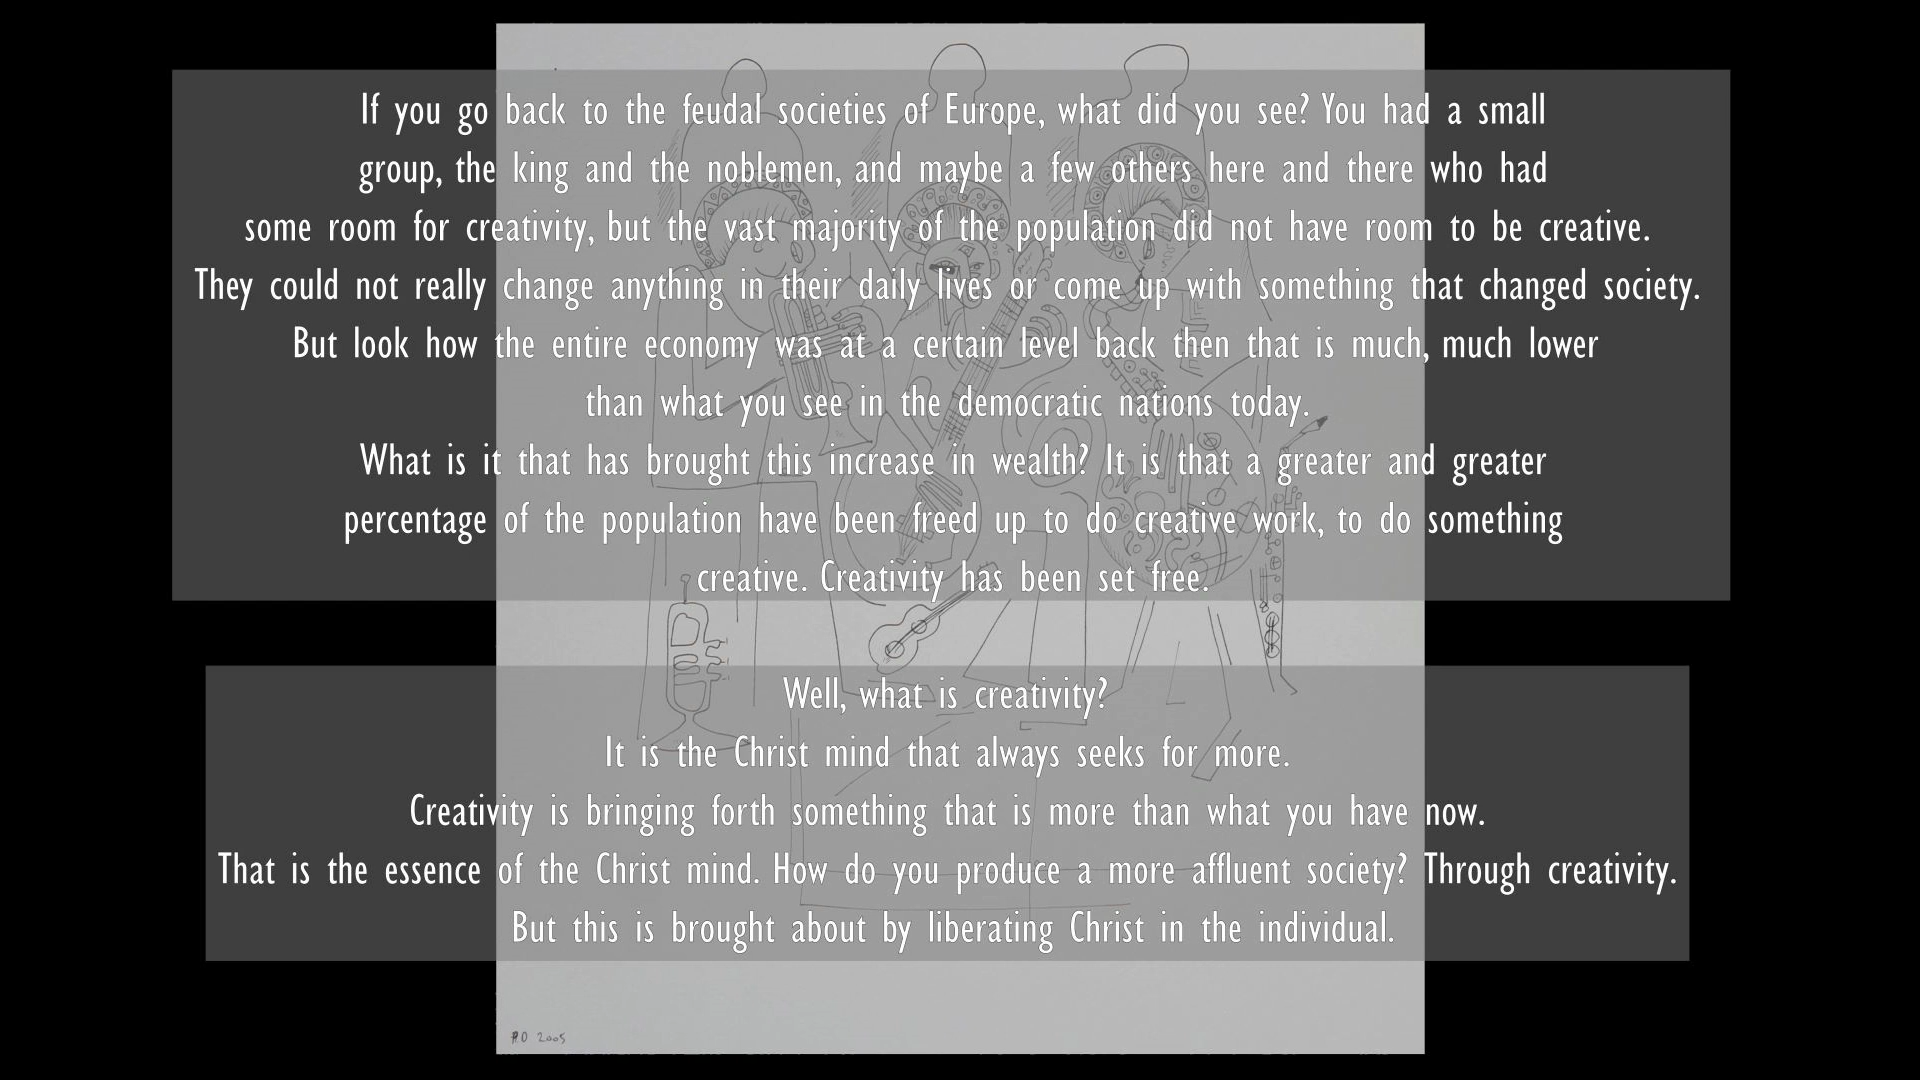 If you go back to the feudal societies of Europe, what did you see? You had a small
group, the king and the noblemen, and maybe a few others here and there who had
some room for creativity, but the vast majority of the population did not have room to be creative.
They could not really change anything in their daily lives or come up with something that changed society.
But look how the entire economy was at a certain level back then that is much, much lower
than what you see in the democratic nations today.
What is it that has brought this increase in wealth? It is that a greater and greater
percentage of the population have been freed up to do creative work, to do something
creative. Creativity has been set free.
Well, what is creativity?
It is the Christ mind that always seeks for more.
Creativity is bringing forth something that is more than what you have now.
That is the essence of the Christ mind. How do you produce a more affluent society? Through creativity.
But this is brought about by liberating Christ in the individual.
2005